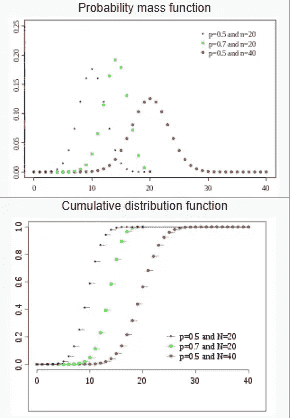 Probability mass function
0.25
0.20
0.15
0.10
0.05
0.00
p=0.5 and n=20
p=0.7 and n=20
p=0.5 and n=40
0 10 20 30 40
Cumulative distribution function
1.0
0.8
0.6
0.4
0.2
0.0
p=0.5 and N=20
p=0.7 and N=20
p=0.5 and N=40
0 10 20 30 40